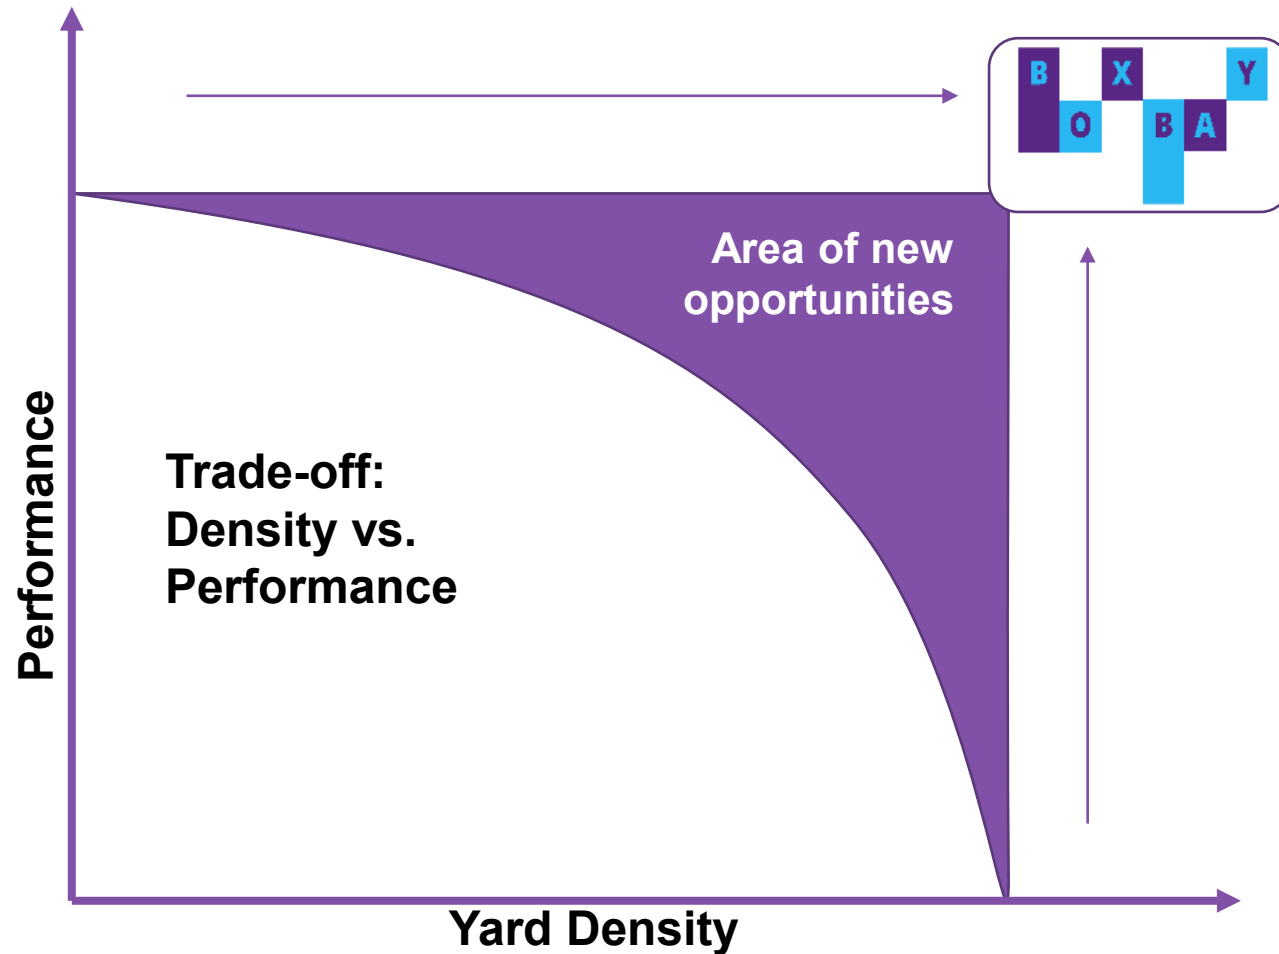 BOXBAY
Area of new
opportunities
Trade-off:
Density vs.
Performance
Performance
Yard Density